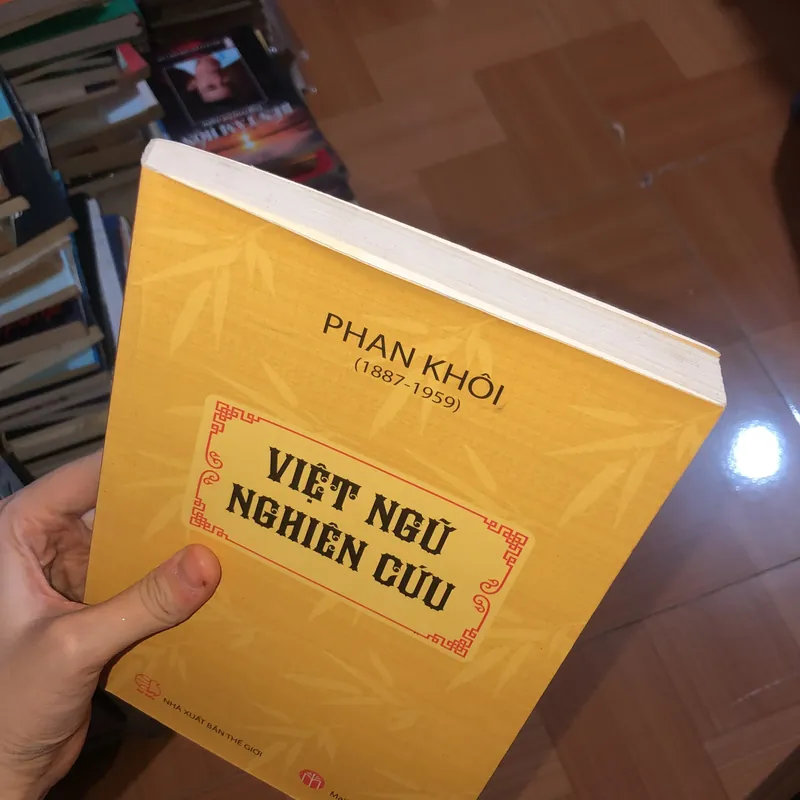 PHAN KHÔI
(1887-1959)
VIỆT NGỮ
NGHIÊN CỨU
NHÀ XUẤT BẢN THẾ GIỚI